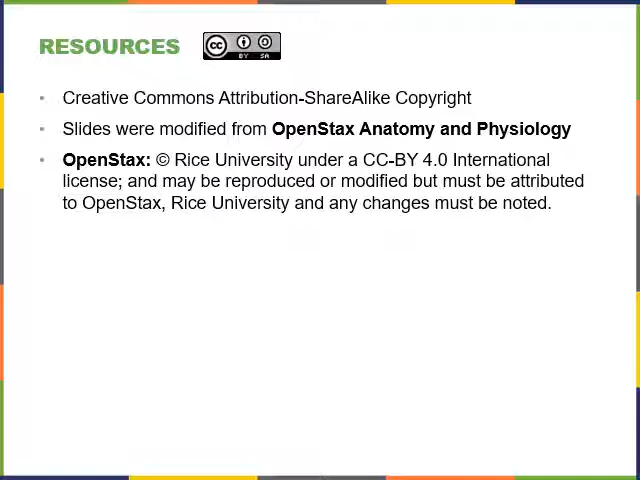 RESOURCES
cc BY SA
• Creative Commons Attribution-ShareAlike Copyright
• Slides were modified from OpenStax Anatomy and Physiology
• OpenStax: © Rice University under a CC-BY 4.0 International
license; and may be reproduced or modified but must be attributed
to OpenStax, Rice University and any changes must be noted.